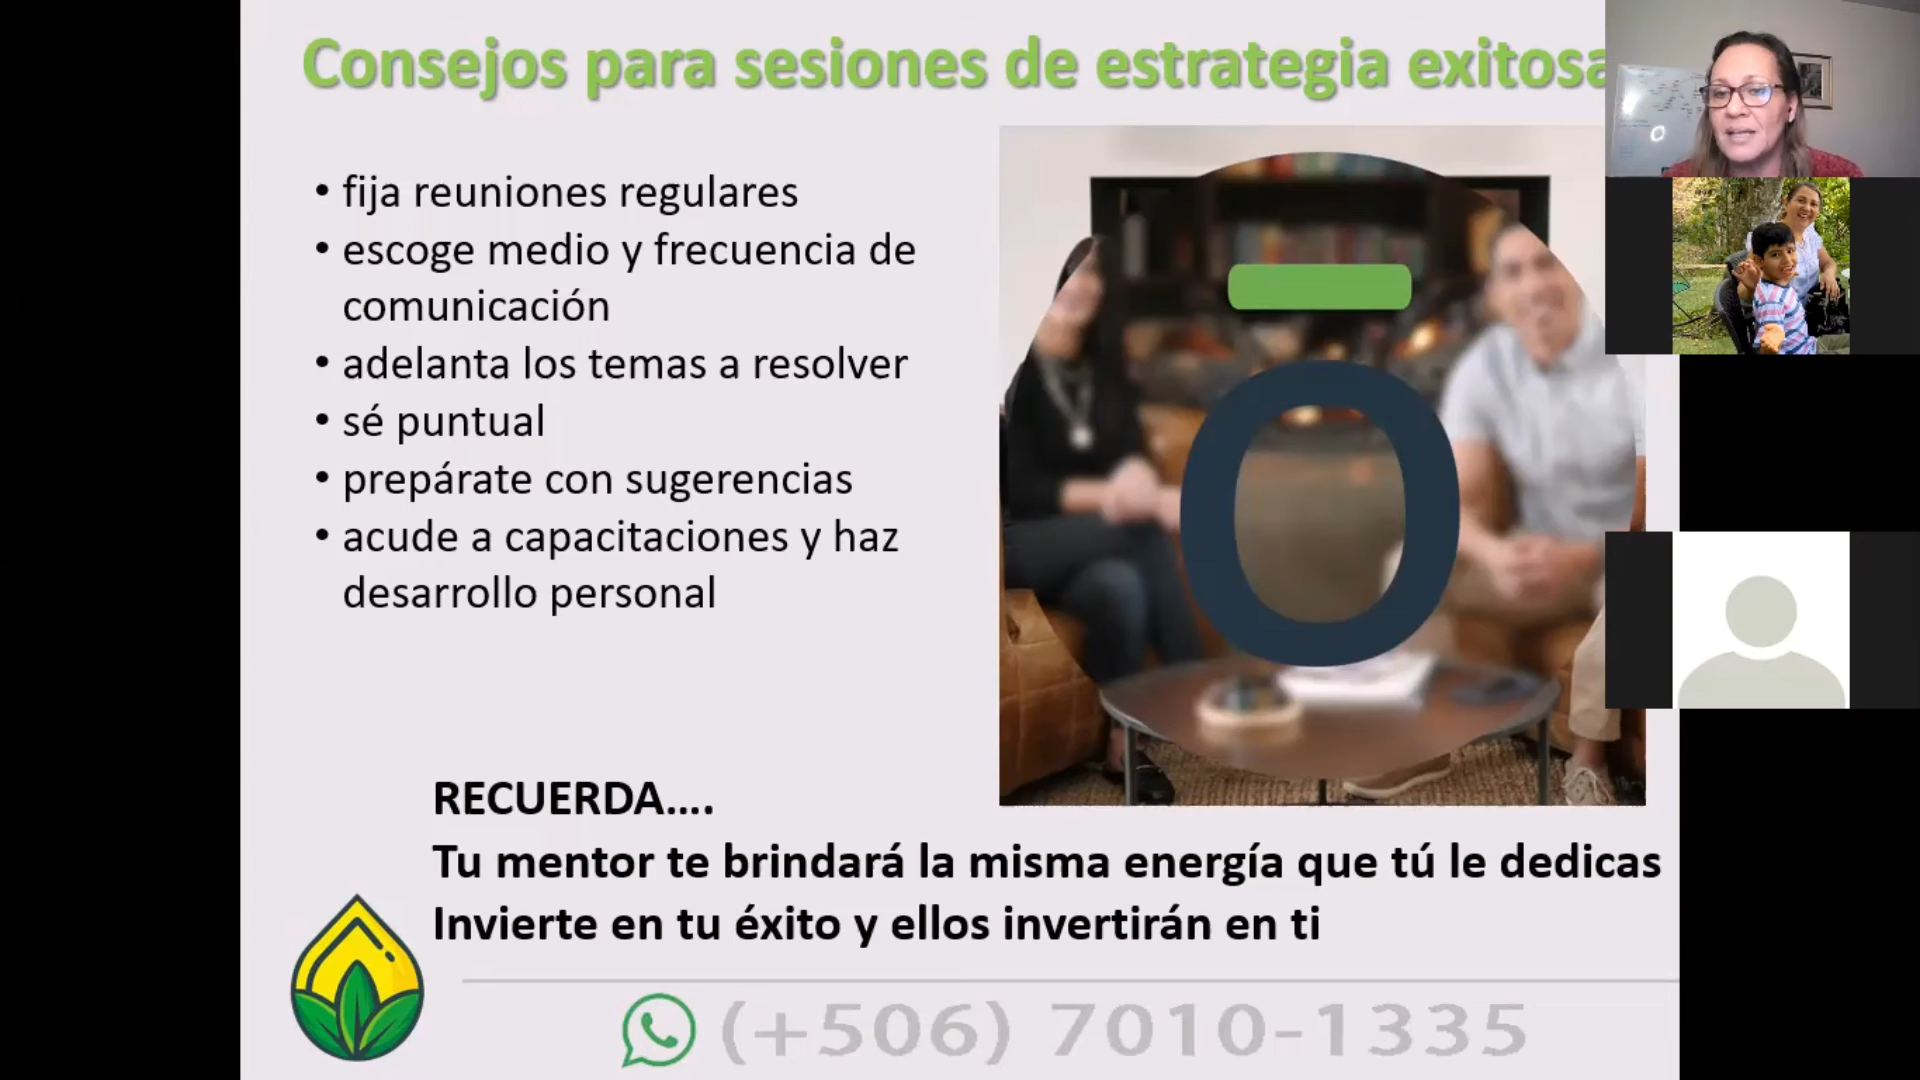 Consejos para sesiones de estrategia exitosa
• fija reuniones regulares
• escoge medio y frecuencia de
comunicación
• adelanta los temas a resolver
• sé puntual
• prepárate con sugerencias
• acude a capacitaciones y haz
desarrollo personal
RECUERDA....
Tu mentor te brindará la misma energía que tú le dedicas
Invierte en tu éxito y ellos invertirán en ti
(+506) 7010-1335